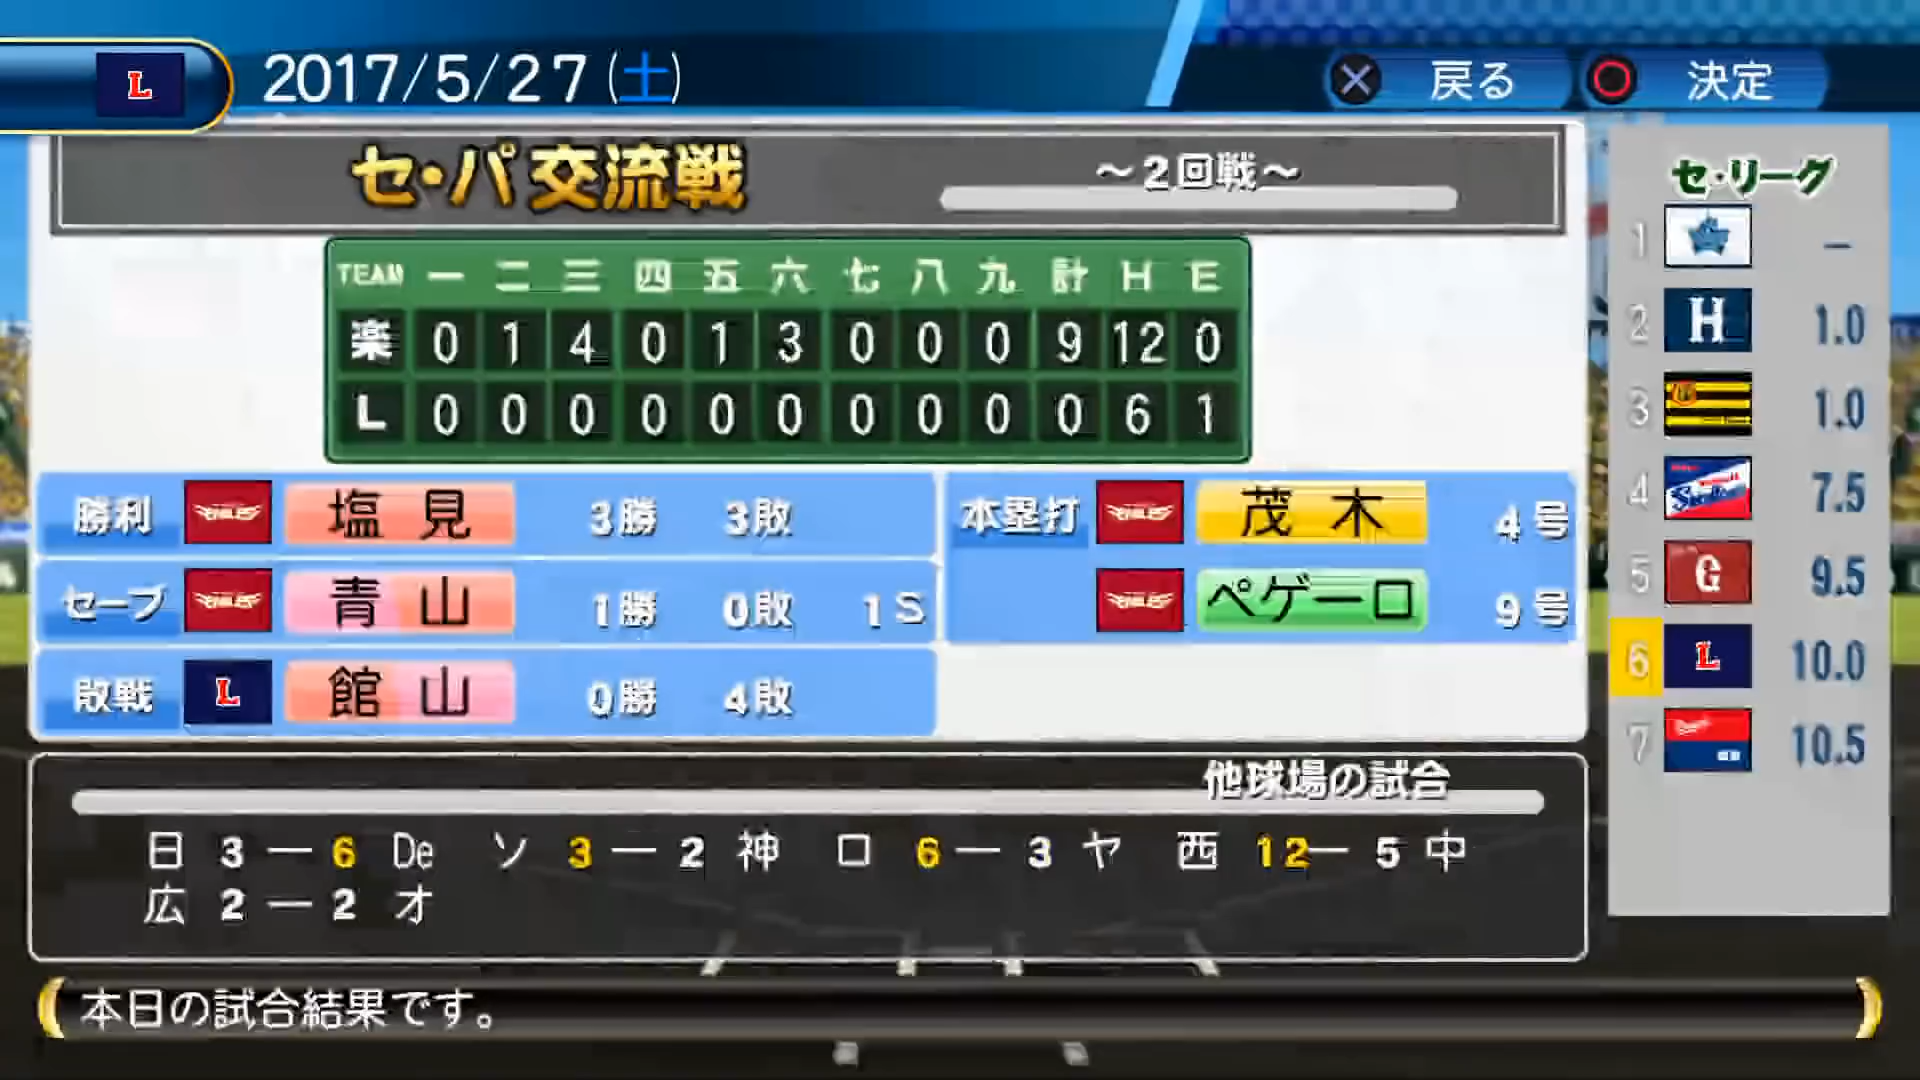 L 2017/5/27(土) 戻る 決定
セ・パ交流戦 ～2回戦～
TEAM 一 二 三 四 五 六 七 八 九 計 H E
楽 0 1 4 0 1 3 0 0 0 9 12 0
L 0 0 0 0 0 0 0 0 0 0 6 1
勝利 EAGLES 塩見 3勝 3敗
セーブ EAGLES 青山 1勝 0敗 1S
敗戦 L 館山 0勝 4敗
本塁打 EAGLES 茂木 4号
EAGLES ペゲーロ 9号
セ・リーグ
1 －
2 H 1.0
3 1.0
4 7.5
5 G 9.5
6 L 10.0
7 10.5
他球場の試合
日 3－6 De ソ 3－2 神 ロ 6－3 ヤ 西 12－5 中
広 2－2 オ
本日の試合結果です。